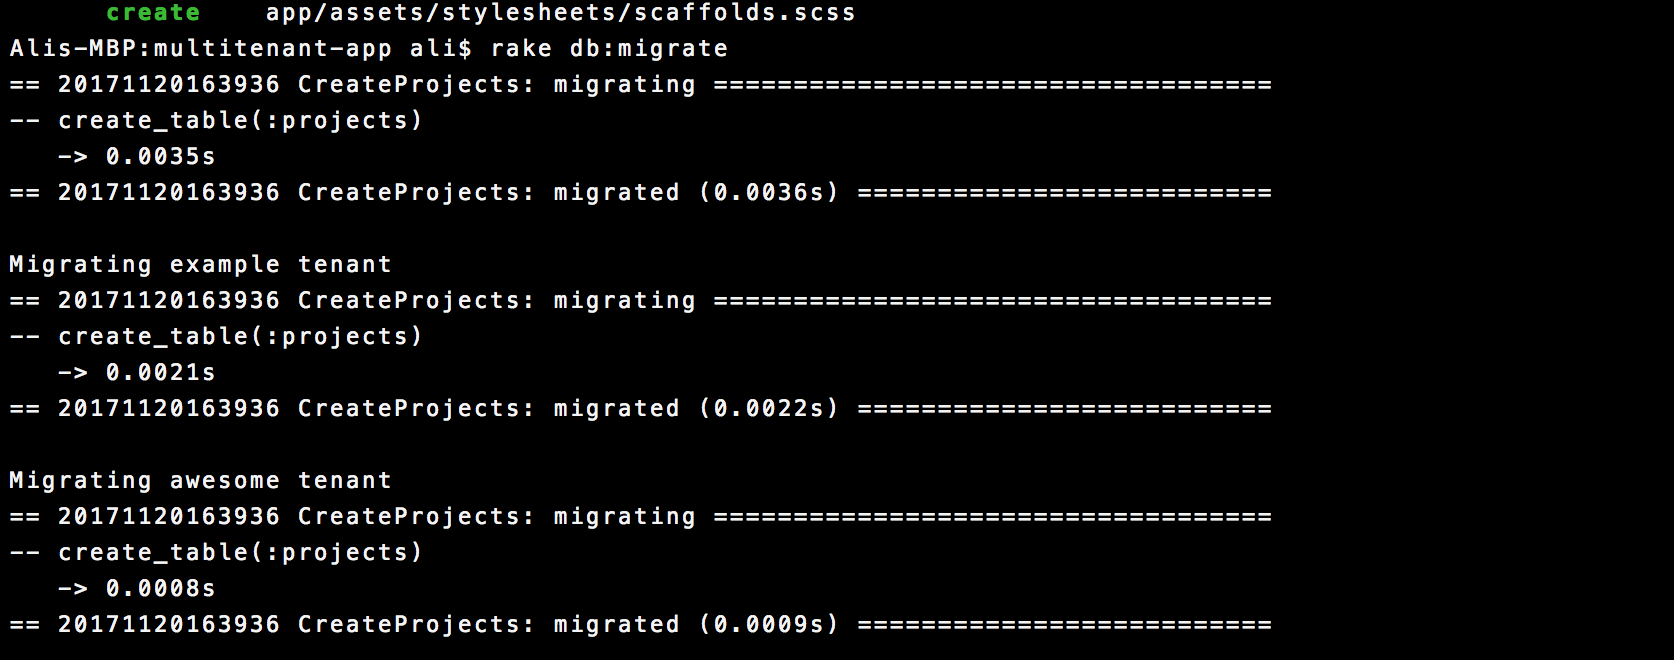 create    app/assets/stylesheets/scaffolds.scss
Alis-MBP:multitenant-app ali$ rake db:migrate
== 20171120163936 CreateProjects: migrating ===================================
-- create_table(:projects)
   -> 0.0035s
== 20171120163936 CreateProjects: migrated (0.0036s) ==========================

Migrating example tenant
== 20171120163936 CreateProjects: migrating ===================================
-- create_table(:projects)
   -> 0.0021s
== 20171120163936 CreateProjects: migrated (0.0022s) ==========================

Migrating awesome tenant
== 20171120163936 CreateProjects: migrating ===================================
-- create_table(:projects)
   -> 0.0008s
== 20171120163936 CreateProjects: migrated (0.0009s) ==========================